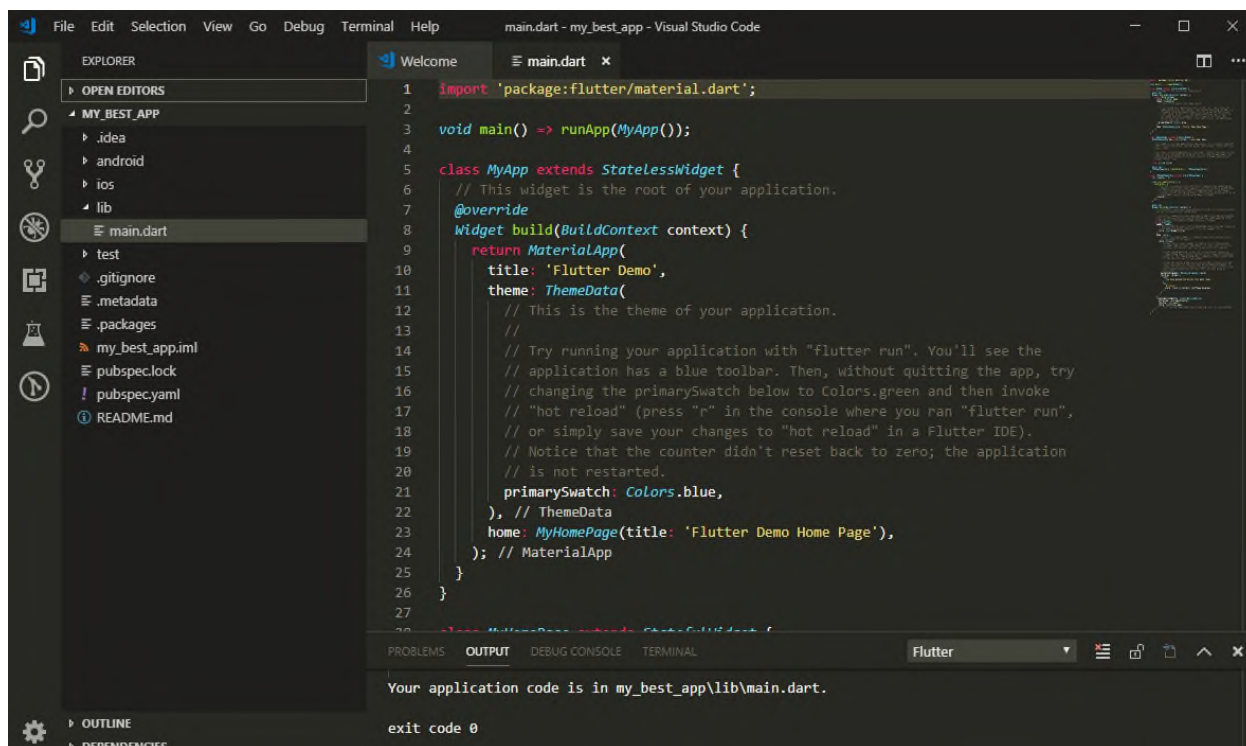 File Edit Selection View Go Debug Terminal Help main.dart - my_best_app - Visual Studio Code
EXPLORER
OPEN EDITORS
MY_BEST_APP
.idea
android
ios
lib
main.dart
test
.gitignore
.metadata
.packages
my_best_app.iml
pubspec.lock
pubspec.yaml
README.md
OUTLINE
DEPENDENCIES
Welcome main.dart
1 import 'package:flutter/material.dart';
2
3 void main() => runApp(MyApp());
4
5 class MyApp extends StatelessWidget {
6 // This widget is the root of your application.
7 @override
8 Widget build(BuildContext context) {
9 return MaterialApp(
10 title: 'Flutter Demo',
11 theme: ThemeData(
12 // This is the theme of your application.
13 //
14 // Try running your application with "flutter run". You'll see the
15 // application has a blue toolbar. Then, without quitting the app, try
16 // changing the primarySwatch below to Colors.green and then invoke
17 // "hot reload" (press "r" in the console where you ran "flutter run",
18 // or simply save your changes to "hot reload" in a Flutter IDE).
19 // Notice that the counter didn't reset back to zero; the application
20 // is not restarted.
21 primarySwatch: Colors.blue,
22 ), // ThemeData
23 home: MyHomePage(title: 'Flutter Demo Home Page'),
24 ); // MaterialApp
25 }
26 }
27
28 class MyHomePage extends StatefulWidget {
PROBLEMS OUTPUT DEBUG CONSOLE TERMINAL Flutter
Your application code is in my_best_app\lib\main.dart.
exit code 0